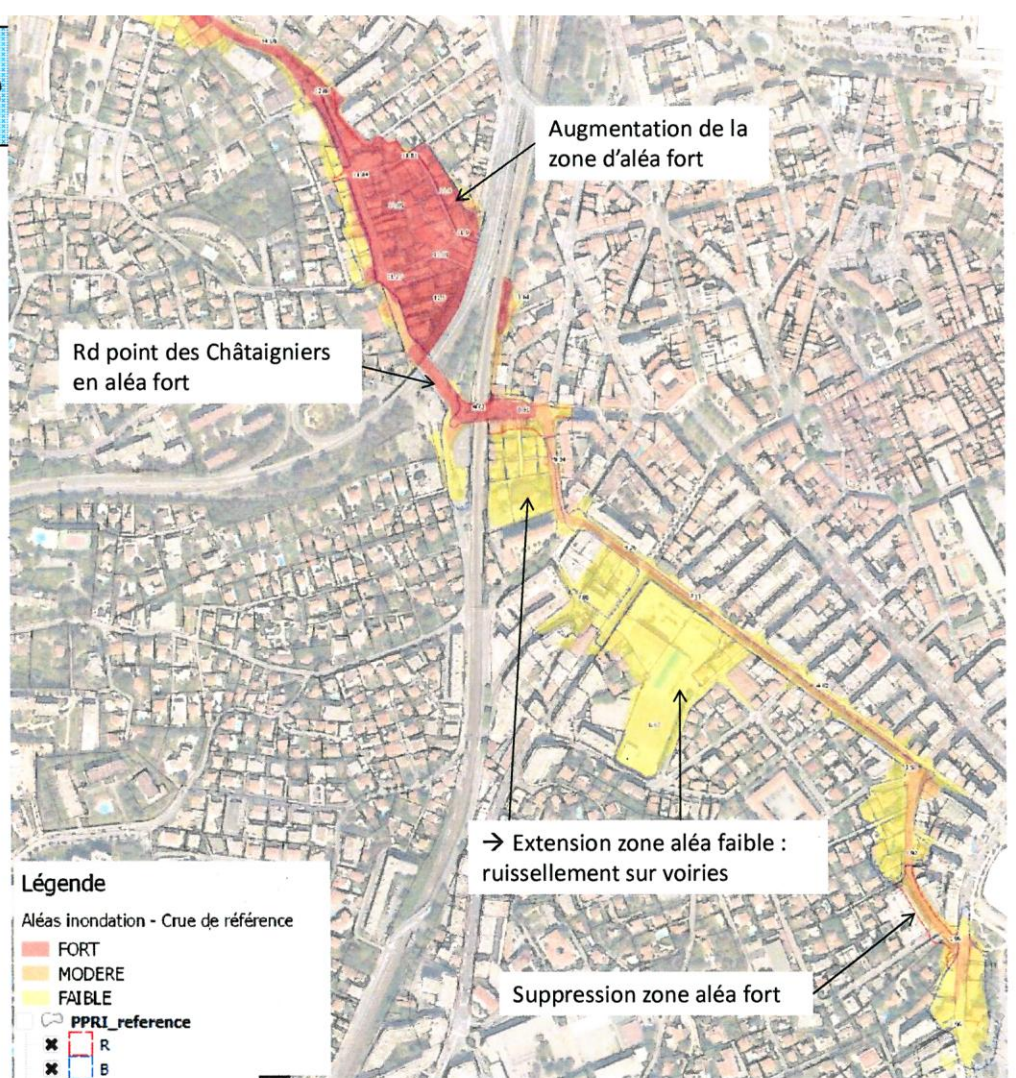 Augmentation de la
zone d'aléa fort
Rd point des Châtaigniers
en aléa fort
→ Extension zone aléa faible :
ruissellement sur voiries
Suppression zone aléa fort
Légende
Aléas inondation - Crue de référence
FORT
MODERE
FAIBLE
PPRI_reference
R
B